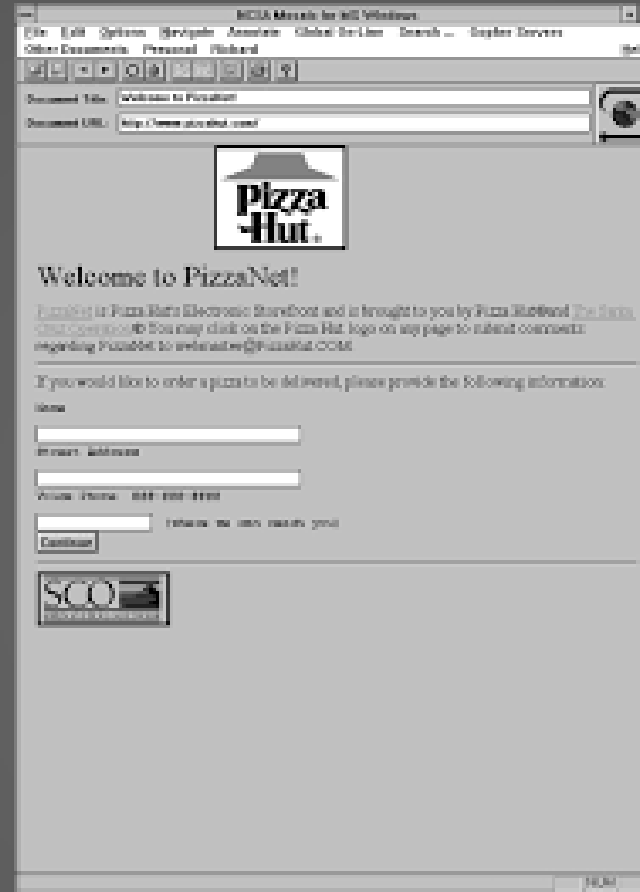 NCSA Mosaic for MS Windows
File Edit Options Navigate Annotate Global On-Line Search ... Gopher Servers
Other Documents Personal Richard
Document Title: Welcome to PizzaNet!
Document URL: http://www.pizzahut.com/
Pizza
Hut®
Welcome to PizzaNet!
PizzaNet is Pizza Hut's Electronic Storefront and is brought to you by Pizza Hut® and The Santa
Cruz Operation® You may click on the Pizza Hut logo on any page to submit comments
regarding PizzaNet to webmaster@PizzaHut.COM.
If you would like to order a pizza to be delivered, please provide the following information:
Name
Street Address
Voice Phone ###-###-####
(where we can reach you)
Continue
SCO
NUM